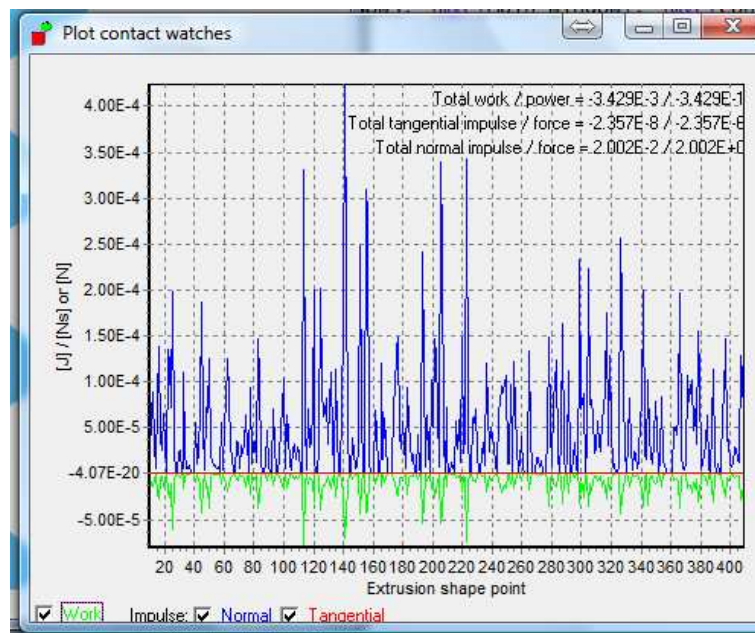 Plot contact watches
Total work / power = -3.429E-3 / -3.429E-1
Total tangential impulse / force = -2.357E-8 / -2.357E-6
Total normal impulse / force = 2.002E-2 / 2.002E+0
4.00E-4
3.50E-4
3.00E-4
2.50E-4
2.00E-4
1.50E-4
1.00E-4
5.00E-5
-4.07E-20
-5.00E-5
[J] / [Ns] or [N]
20 40 60 80 100 120 140 160 180 200 220 240 260 280 300 320 340 360 380 400
Extrusion shape point
Work Impulse: Normal Tangential